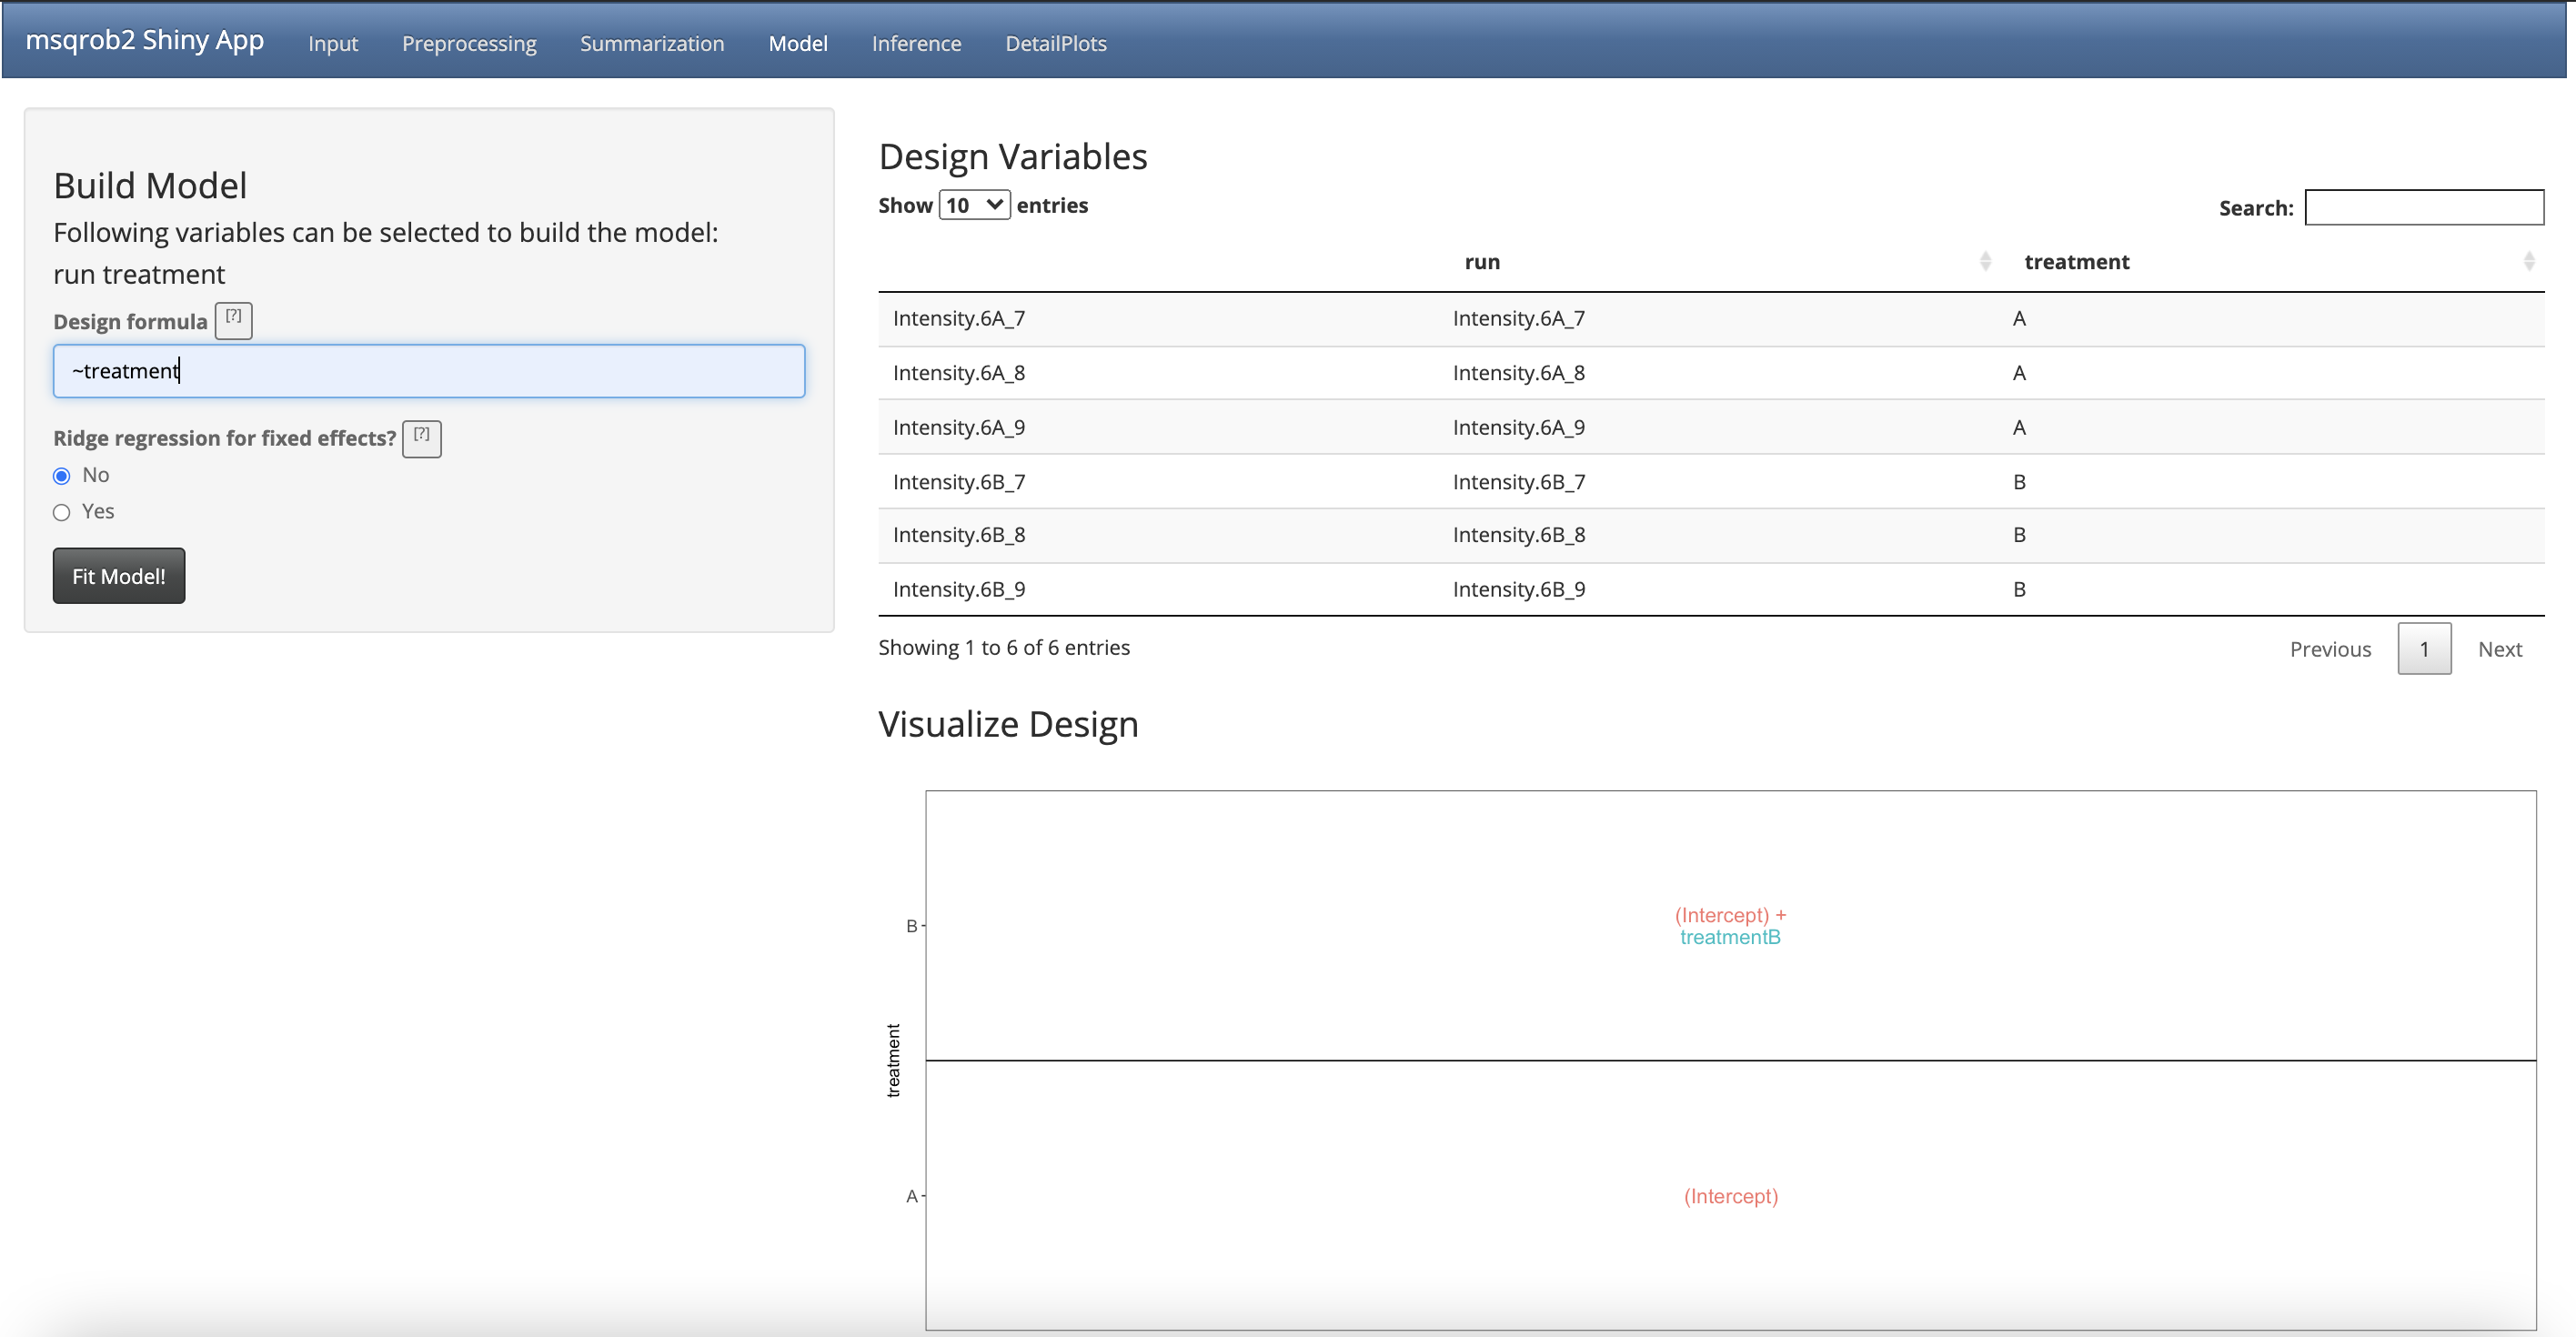 msqrob2 Shiny App Input Preprocessing Summarization Model Inference DetailPlots
Build Model
Following variables can be selected to build the model:
run treatment
Design formula [?]
~treatment
Ridge regression for fixed effects? [?]
No
Yes
Fit Model!
Design Variables
Show 10 entries
Search:
run treatment
Intensity.6A_7 Intensity.6A_7 A
Intensity.6A_8 Intensity.6A_8 A
Intensity.6A_9 Intensity.6A_9 A
Intensity.6B_7 Intensity.6B_7 B
Intensity.6B_8 Intensity.6B_8 B
Intensity.6B_9 Intensity.6B_9 B
Showing 1 to 6 of 6 entries
Previous 1 Next
Visualize Design
(Intercept) +
treatmentB
B
treatment
A
(Intercept)